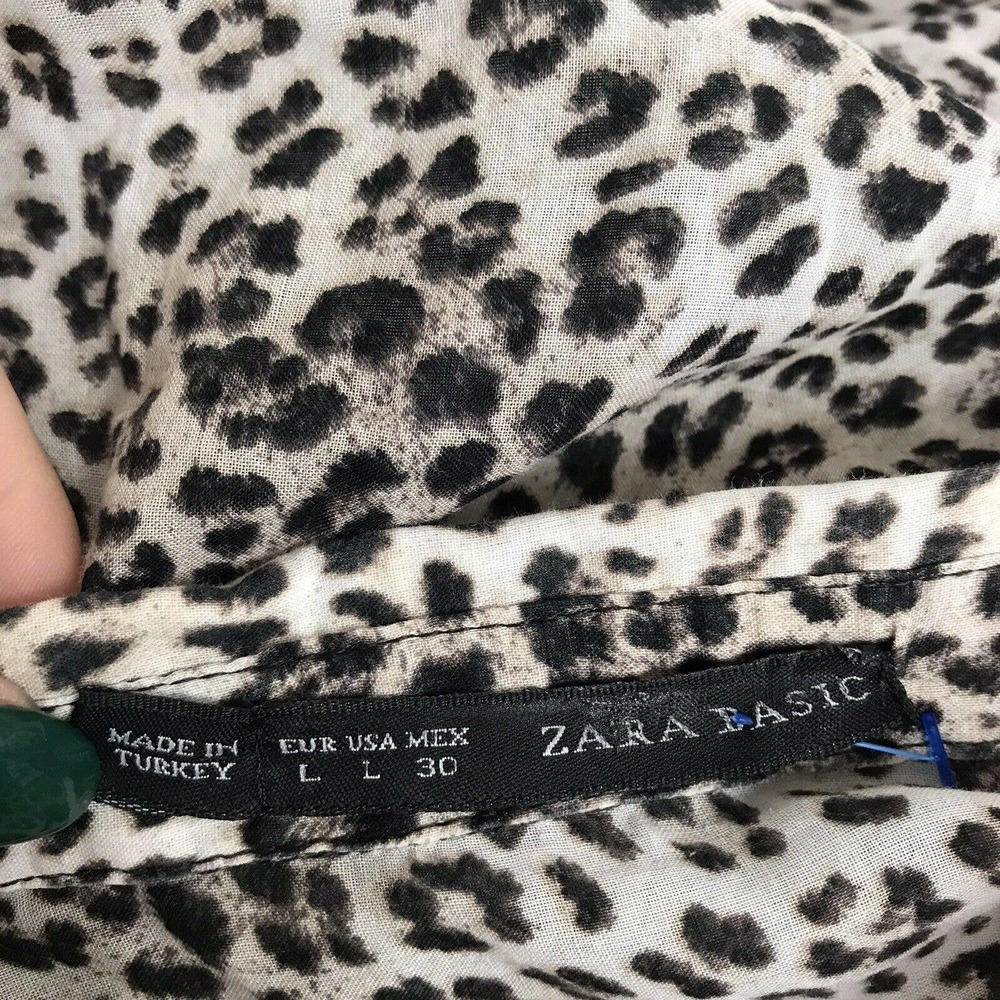 MADE IN
TURKEY
EUR USA MEX
L L 30
ZARA BASIC